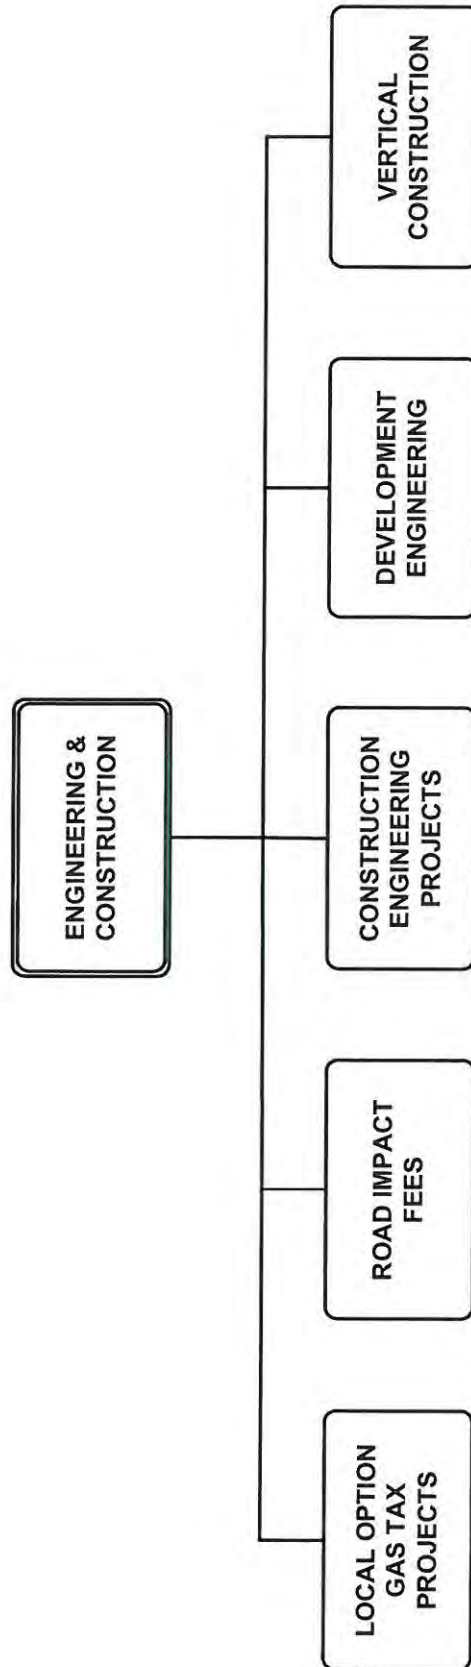 ENGINEERING &
CONSTRUCTION
LOCAL OPTION
GAS TAX
PROJECTS
ROAD IMPACT
FEES
CONSTRUCTION
ENGINEERING
PROJECTS
DEVELOPMENT
ENGINEERING
VERTICAL
CONSTRUCTION